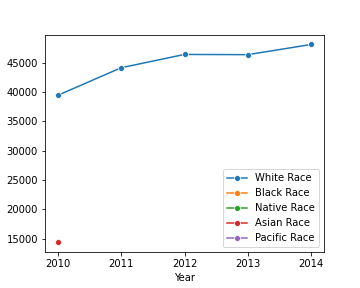 45000
40000
35000
30000
25000
20000
15000
White Race
Black Race
Native Race
Asian Race
Pacific Race
2010 2011 2012 2013 2014
Year